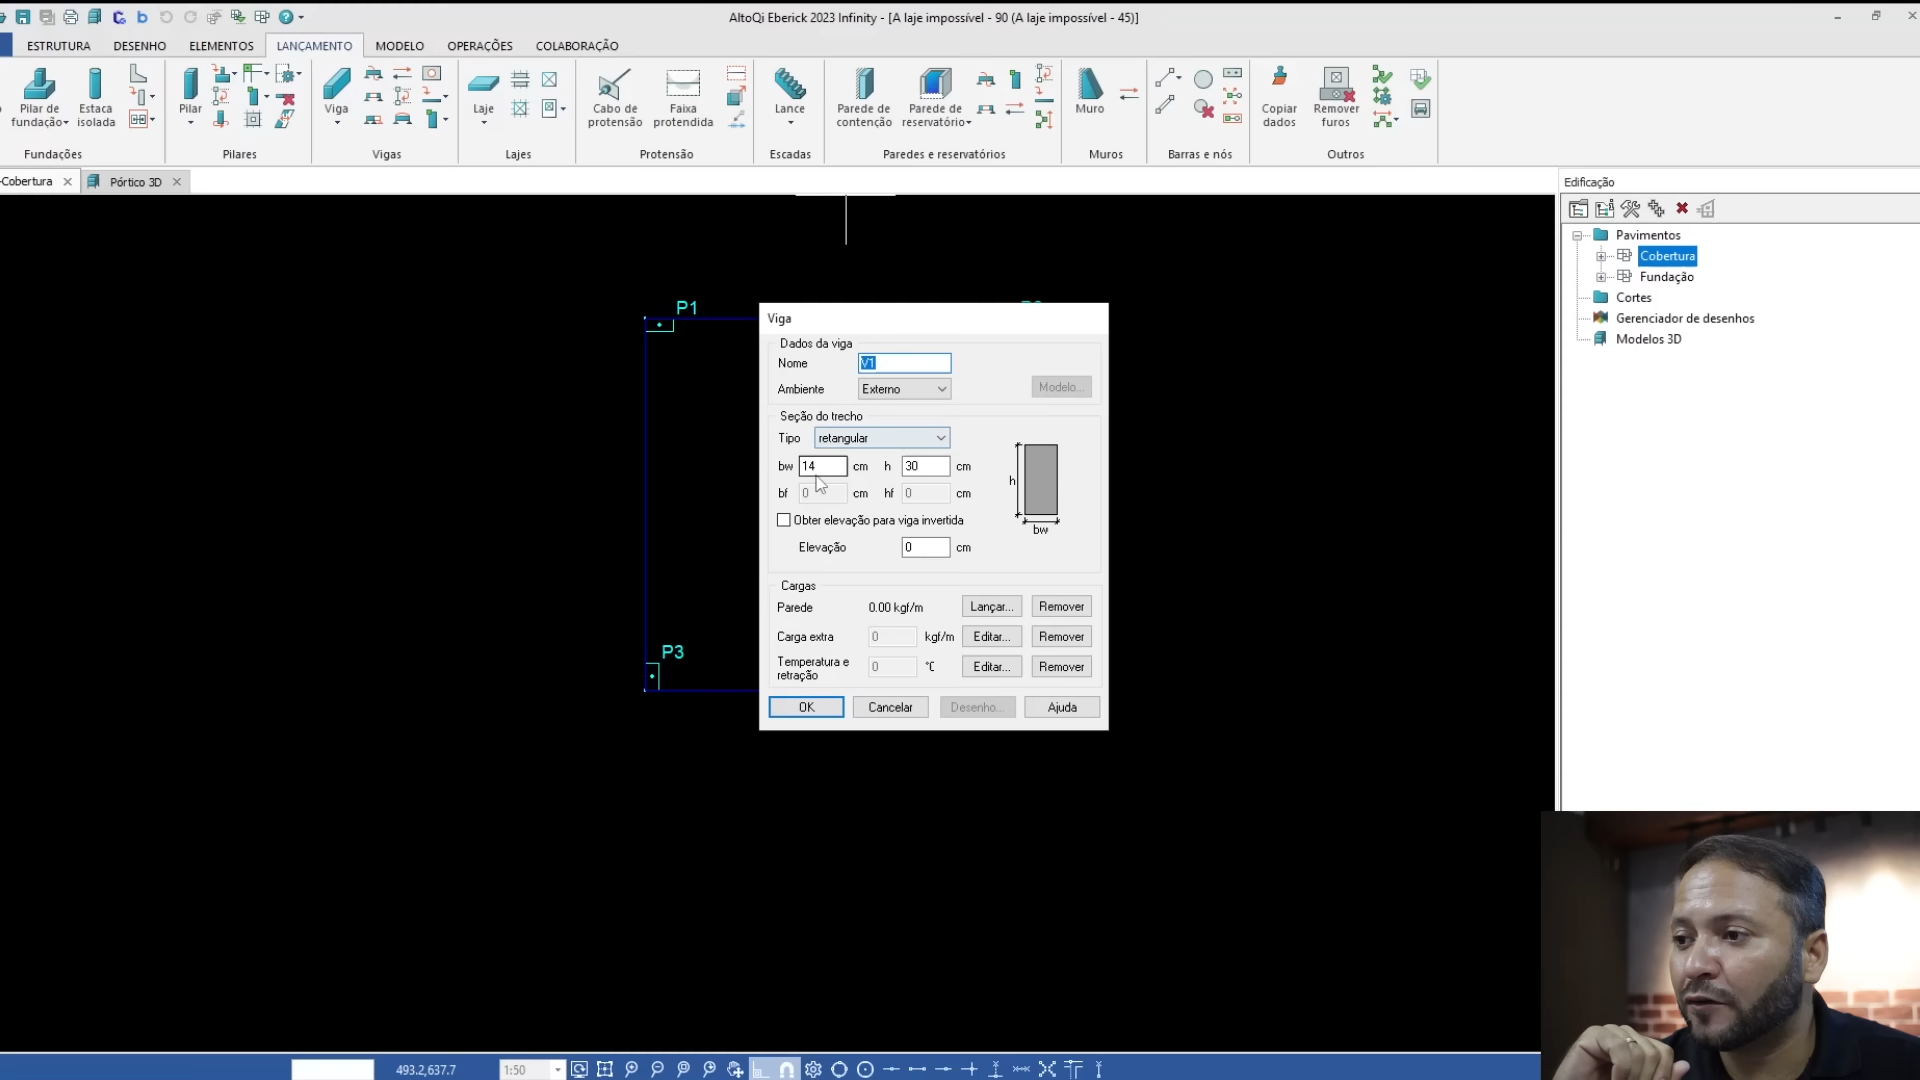 AltoQi Eberick 2023 Infinity - [A laje impossível - 90 (A laje impossível - 45)]
ESTRUTURA DESENHO ELEMENTOS LANÇAMENTO MODELO OPERAÇÕES COLABORAÇÃO
Pilar de fundação Estaca isolada Pilar Viga Laje Cabo de protensão Faixa protendida Lance Parede de contenção Parede de reservatório Muro Copiar dados Remover furos
Fundações Pilares Vigas Lajes Protensão Escadas Paredes e reservatórios Muros Barras e nós Outros
-Cobertura Pórtico 3D
Edificação
Pavimentos
Cobertura
Fundação
Cortes
Gerenciador de desenhos
Modelos 3D
P1
P3
Viga
Dados da viga
Nome V1
Ambiente Externo Modelo...
Seção do trecho
Tipo retangular
bw 14 cm h 30 cm
bf 0 cm hf 0 cm
h
bw
Obter elevação para viga invertida
Elevação 0 cm
Cargas
Parede 0.00 kgf/m Lançar... Remover
Carga extra 0 kgf/m Editar... Remover
Temperatura e retração 0 °C Editar... Remover
OK Cancelar Desenho... Ajuda
493.2,637.7 1:50